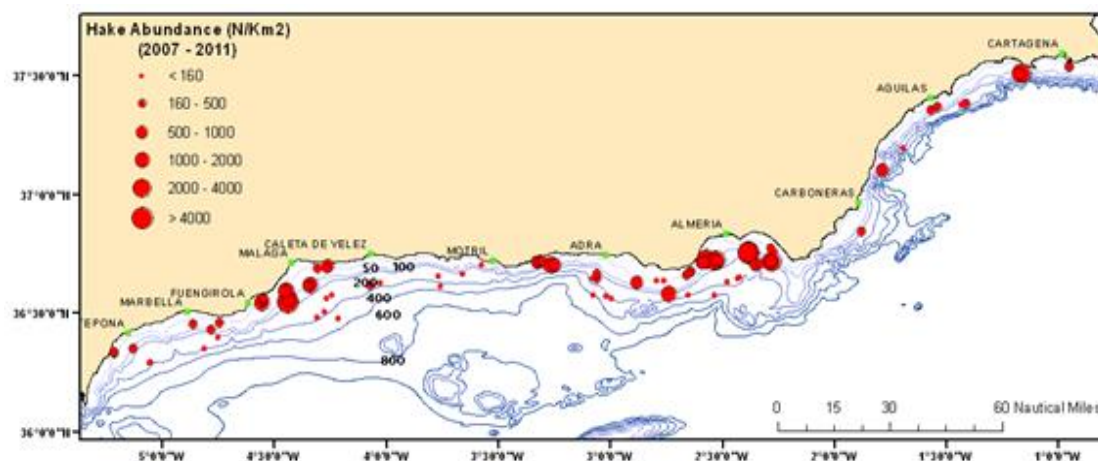 Hake Abundance (N/Km2)
(2007 - 2011)
< 160
160 - 500
500 - 1000
1000 - 2000
2000 - 4000
> 4000
CARTAGENA
AGUILAS
CARBONERAS
ALMERIA
ADRA
MOTRIL
CALETA DE VELEZ
MALAGA
FUENGIROLA
MARBELLA
TEPONA
50 100
200
400
600
800
37°30'0"N
37°0'0"N
36°30'0"N
36°0'0"N
0 15 30 60 Nautical Miles
5°0'0"W 4°30'0"W 4°0'0"W 3°30'0"W 3°0'0"W 2°30'0"W 2°0'0"W 1°30'0"W 1°0'0"W